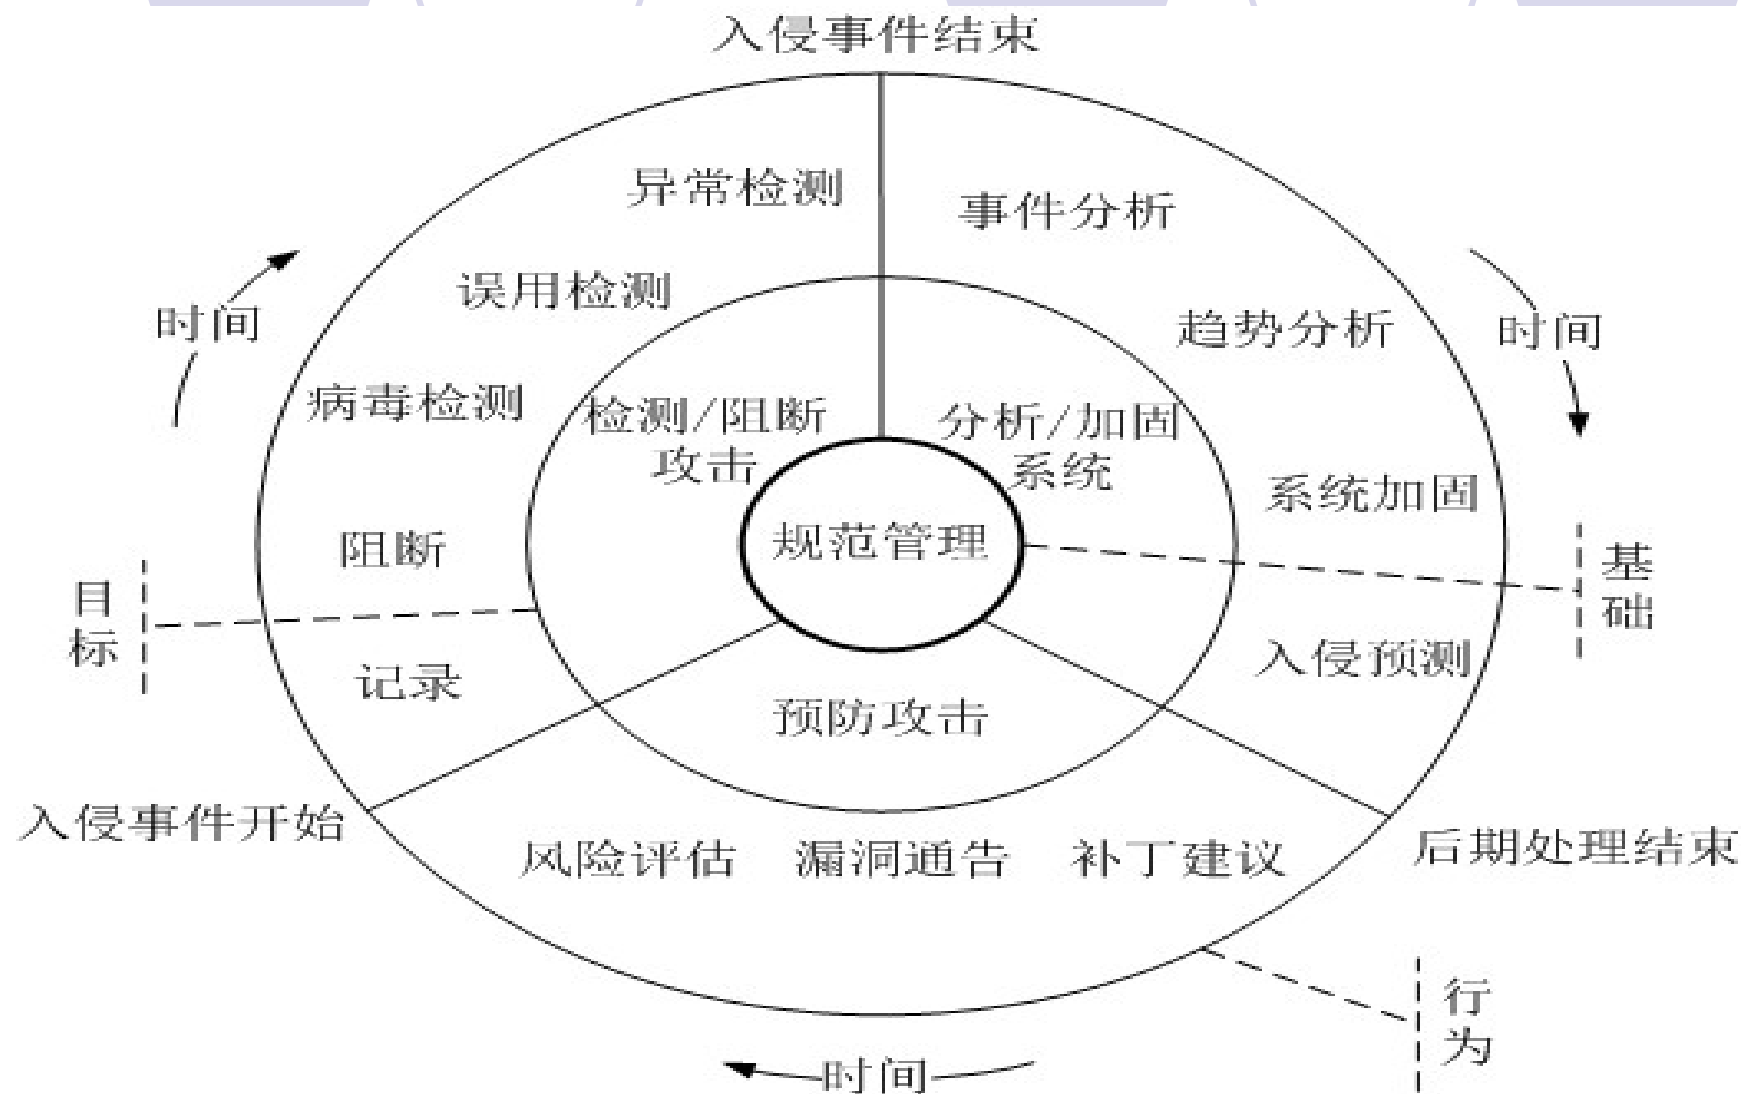 入侵事件结束
异常检测
事件分析
误用检测
时间
趋势分析
时间
病毒检测
检测/阻断
攻击
分析/加固
系统
系统加固
规范管理
阻断
目
标
基
础
记录
入侵预测
预防攻击
入侵事件开始
风险评估 漏洞通告 补丁建议
后期处理结束
行
为
时间